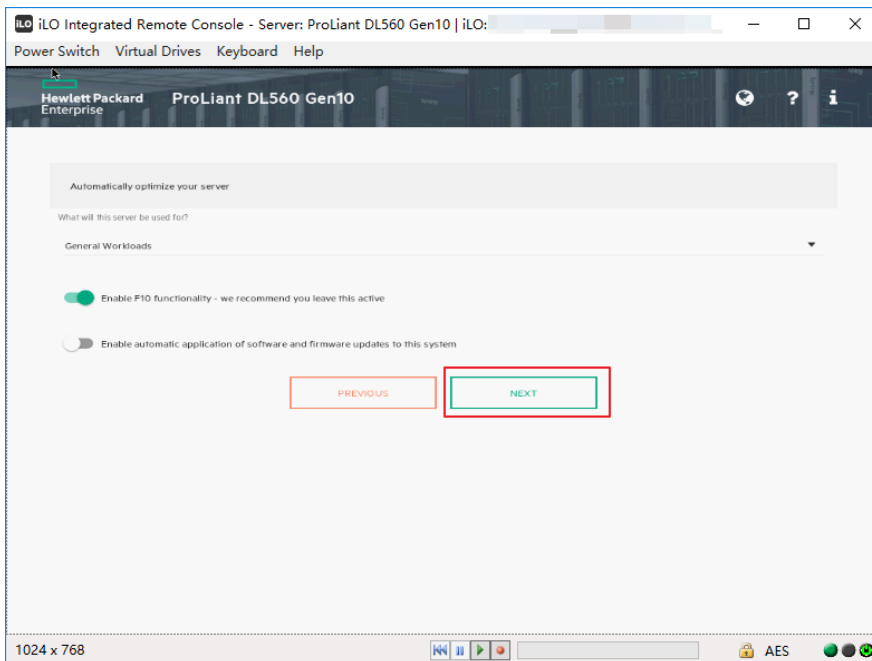 iLO iLO Integrated Remote Console - Server: ProLiant DL560 Gen10 | iLO:
Power Switch Virtual Drives Keyboard Help
Hewlett Packard
Enterprise
ProLiant DL560 Gen10
? i
Automatically optimize your server
What will this server be used for?
General Workloads
Enable F10 functionality - we recommend you leave this active
Enable automatic application of software and firmware updates to this system
PREVIOUS NEXT
1024 x 768 AES